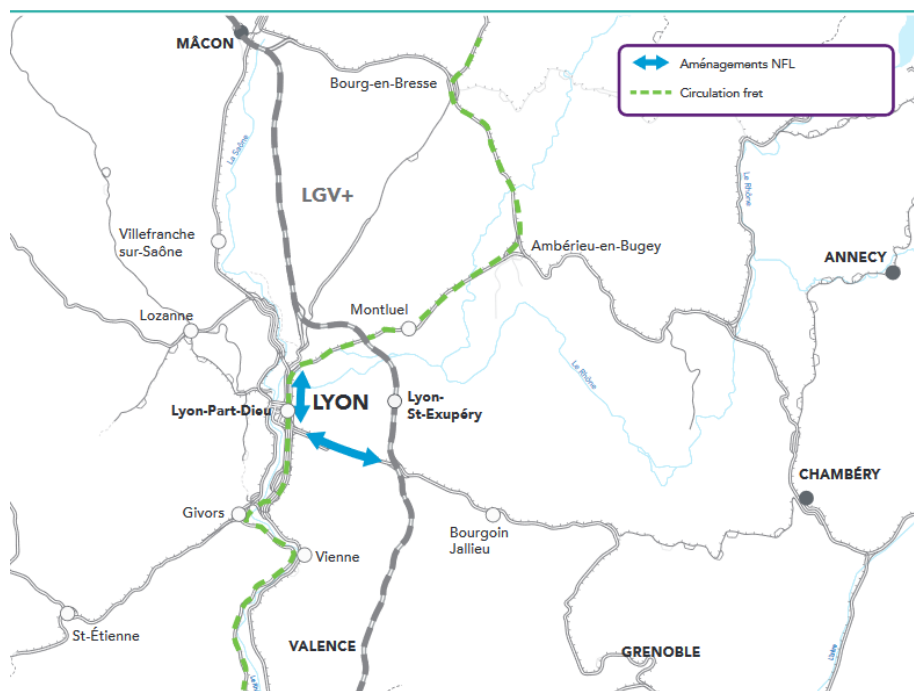 MÂCON
Bourg-en-Bresse
Aménagements NFL
Circulation fret
La Saône
LGV+
Le Rhône
Villefranche
sur-Saône
Ambérieu-en-Bugey
ANNECY
Lozanne
Montluel
Le Rhône
Lyon-Part-Dieu
LYON
Lyon-
St-Exupéry
CHAMBÉRY
Givors
Bourgoin
Jallieu
Vienne
St-Étienne
VALENCE
GRENOBLE
L'Isère